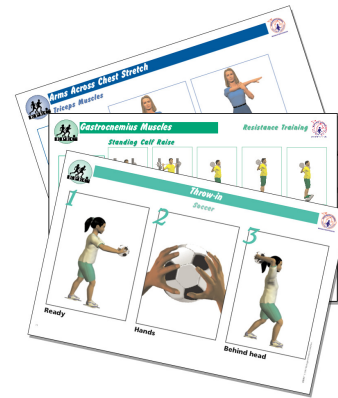 Arms Across Chest Stretch
Triceps Muscles
Gastrocnemius Muscles
Resistance Training
Standing Calf Raise
Throw-in
Soccer
1
2
3
Ready
Hands
Behind head